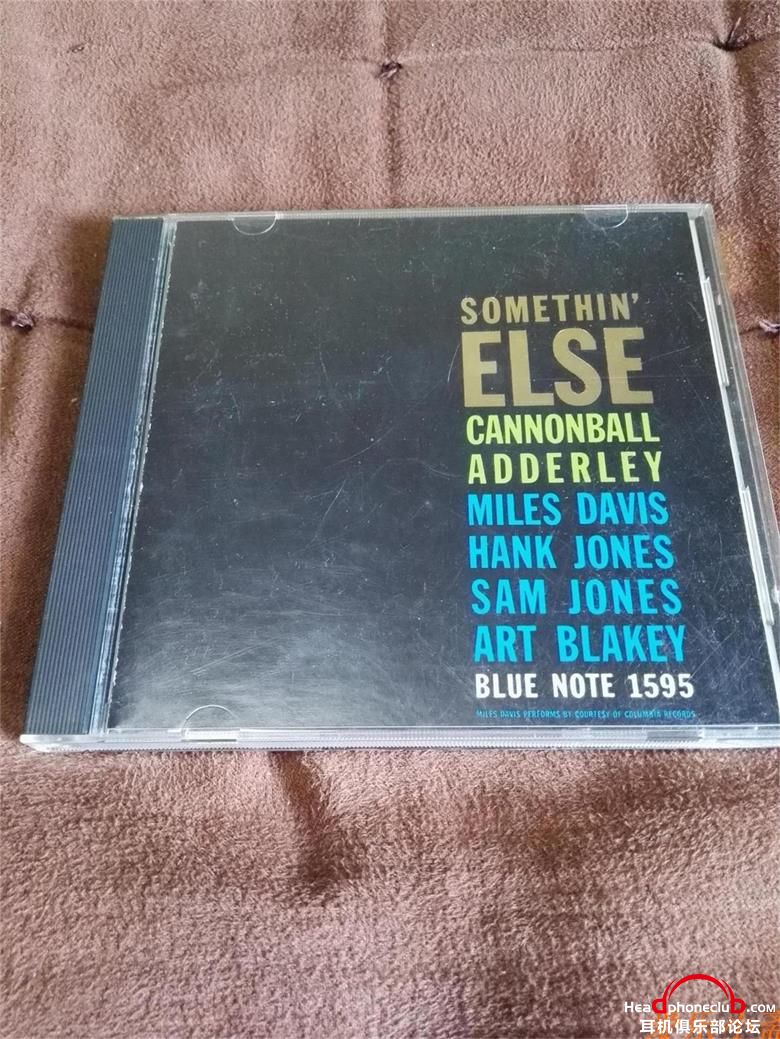 SOMETHIN'
ELSE
CANNONBALL
ADDERLEY
MILES DAVIS
HANK JONES
SAM JONES
ART BLAKEY
BLUE NOTE 1595
MILES DAVIS PERFORMS BY COURTESY OF COLUMBIA RECORDS
Headphoneclub.Com
耳机俱乐部论坛